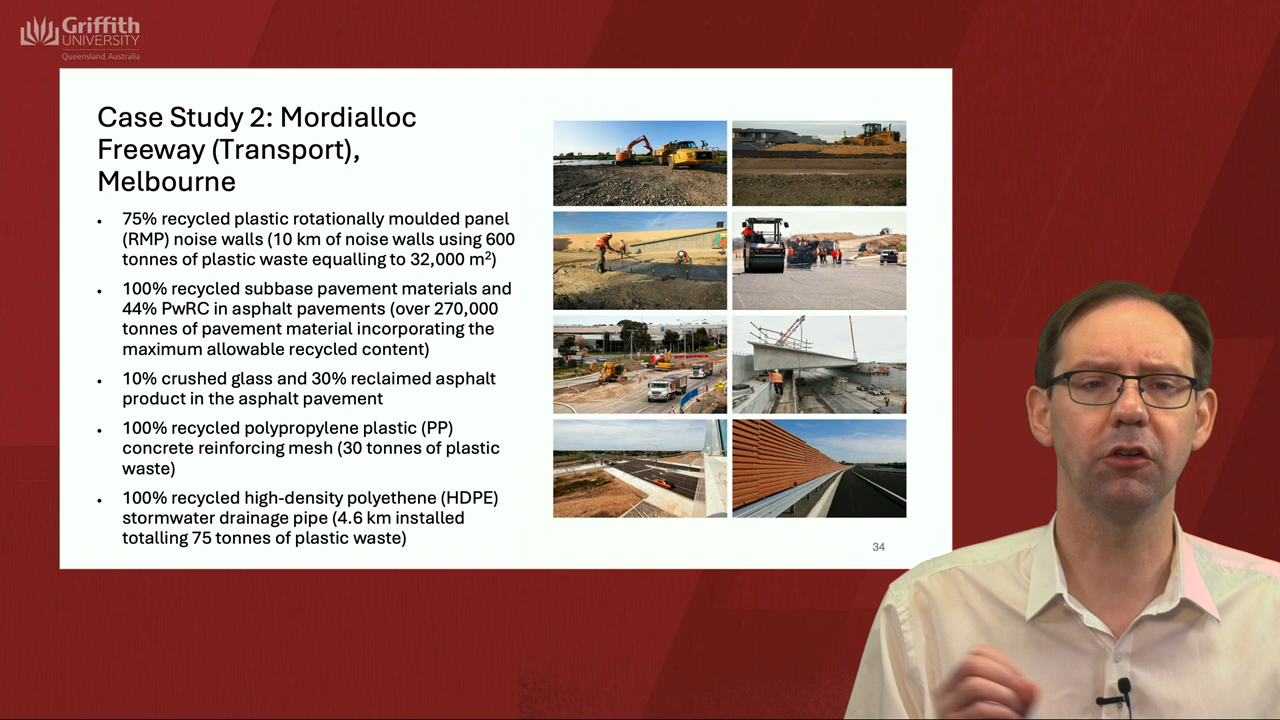 Griffith
UNIVERSITY
Queensland, Australia
Case Study 2: Mordialloc
Freeway (Transport),
Melbourne
• 75% recycled plastic rotationally moulded panel
(RMP) noise walls (10 km of noise walls using 600
tonnes of plastic waste equalling to 32,000 m²)
• 100% recycled subbase pavement materials and
44% PwRC in asphalt pavements (over 270,000
tonnes of pavement material incorporating the
maximum allowable recycled content)
• 10% crushed glass and 30% reclaimed asphalt
product in the asphalt pavement
• 100% recycled polypropylene plastic (PP)
concrete reinforcing mesh (30 tonnes of plastic
waste)
• 100% recycled high-density polyethene (HDPE)
stormwater drainage pipe (4.6 km installed
totalling 75 tonnes of plastic waste)
34